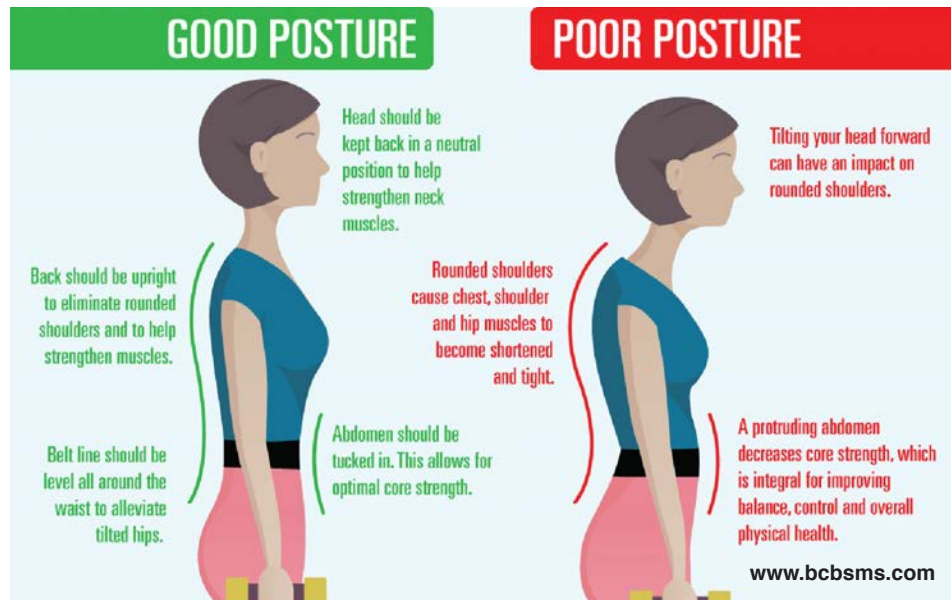 GOOD POSTURE
Head should be
kept back in a neutral
position to help
strengthen neck
muscles.
Back should be upright
to eliminate rounded
shoulders and to help
strengthen muscles.
Belt line should be
level all around the
waist to alleviate
tilted hips.
Abdomen should be
tucked in. This allows for
optimal core strength.
POOR POSTURE
Tilting your head forward
can have an impact on
rounded shoulders.
Rounded shoulders
cause chest, shoulder
and hip muscles to
become shortened
and tight.
A protruding abdomen
decreases core strength, which
is integral for improving
balance, control and overall
physical health.
www.bcbsms.com